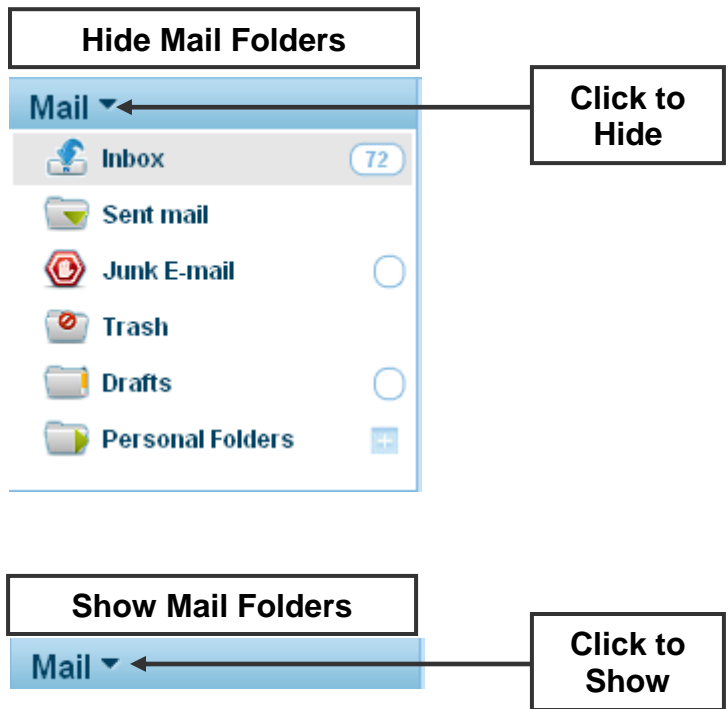 Hide Mail Folders
Mail
Click to
Hide
Inbox 72
Sent mail
Junk E-mail
Trash
Drafts
Personal Folders
Show Mail Folders
Mail
Click to
Show